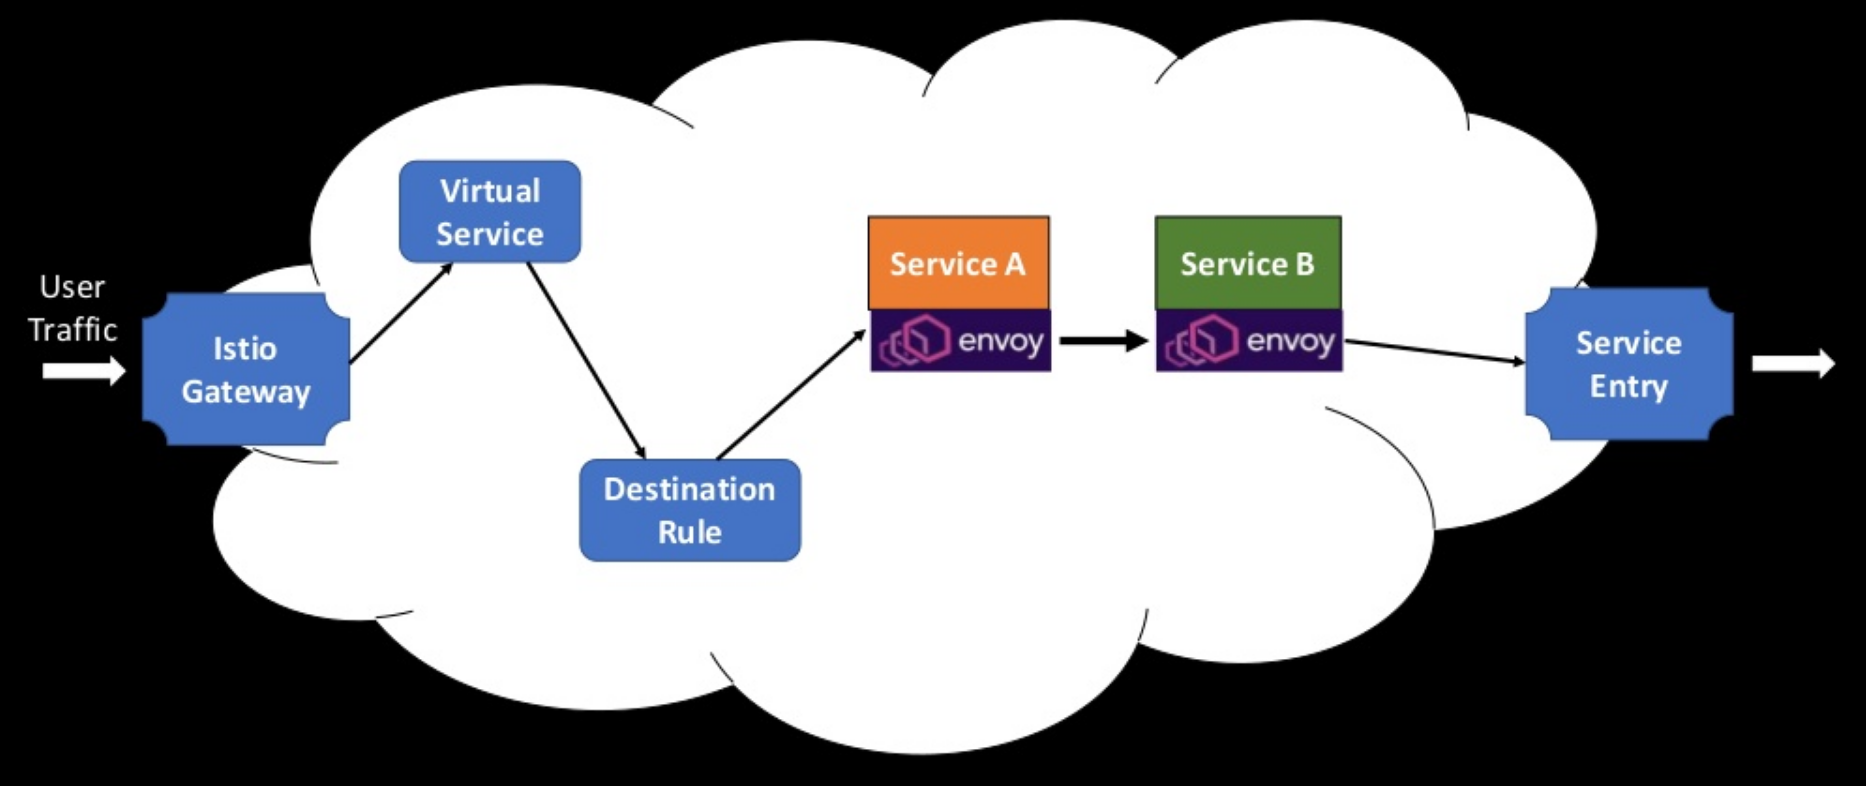 User
Traffic
Istio
Gateway
Virtual
Service
Destination
Rule
Service A
envoy
Service B
envoy
Service
Entry